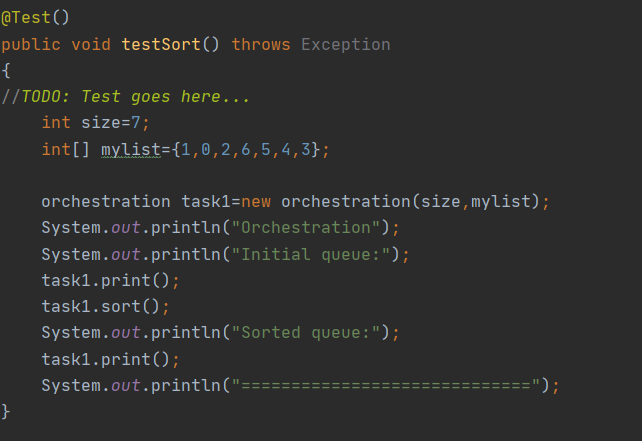 @Test()
public void testSort() throws Exception
{
//TODO: Test goes here...
    int size=7;
    int[] mylist={1,0,2,6,5,4,3};

    orchestration task1=new orchestration(size,mylist);
    System.out.println("Orchestration");
    System.out.println("Initial queue:");
    task1.print();
    task1.sort();
    System.out.println("Sorted queue:");
    task1.print();
    System.out.println("=============================");
}